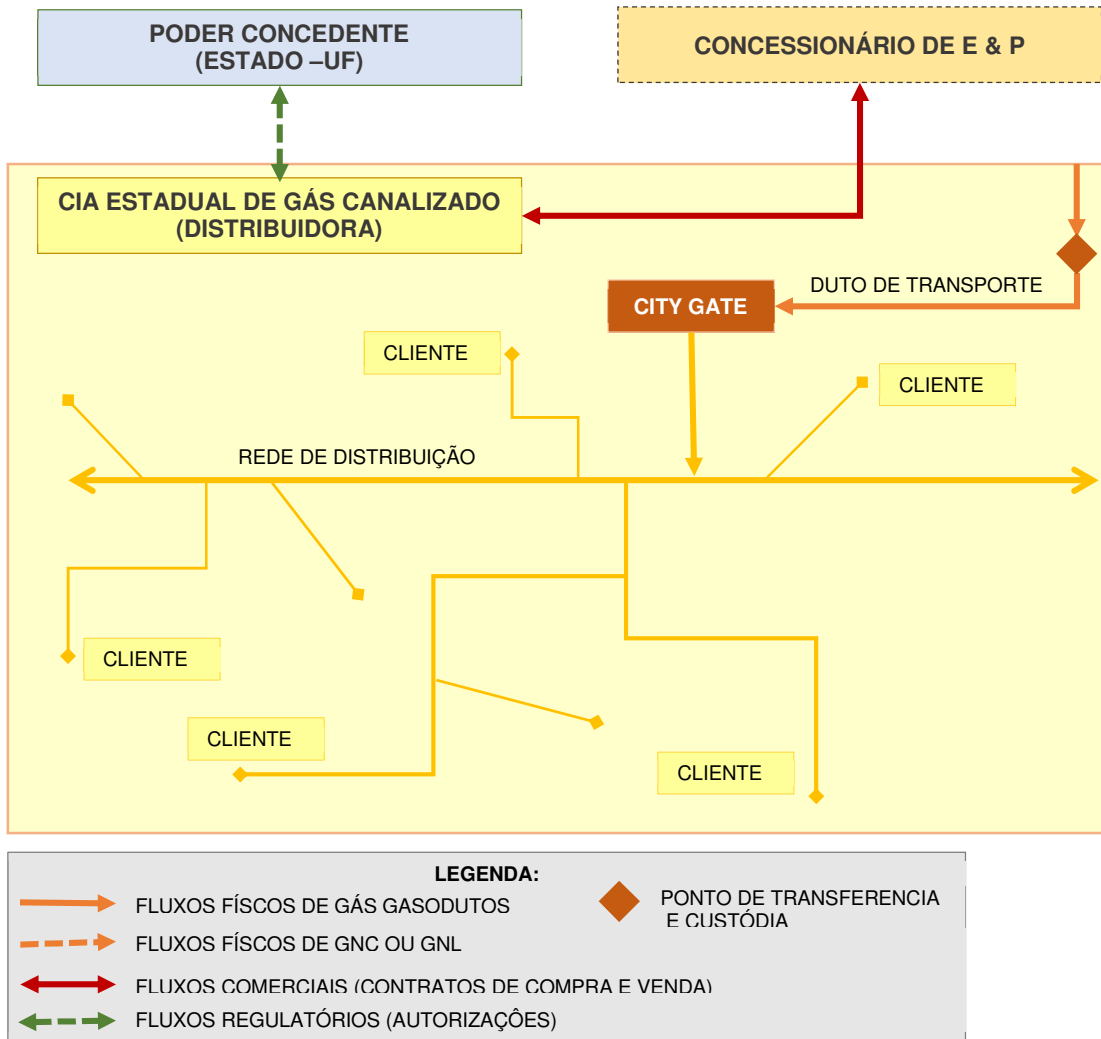 PODER CONCEDENTE
(ESTADO –UF)
CONCESSIONÁRIO DE E & P
CIA ESTADUAL DE GÁS CANALIZADO
(DISTRIBUIDORA)
DUTO DE TRANSPORTE
CITY GATE
CLIENTE
CLIENTE
REDE DE DISTRIBUIÇÃO
CLIENTE
CLIENTE
CLIENTE
LEGENDA:
FLUXOS FÍSCOS DE GÁS GASODUTOS
PONTO DE TRANSFERENCIA
E CUSTÓDIA
FLUXOS FÍSCOS DE GNC OU GNL
FLUXOS COMERCIAIS (CONTRATOS DE COMPRA E VENDA)
FLUXOS REGULATÓRIOS (AUTORIZAÇÔES)